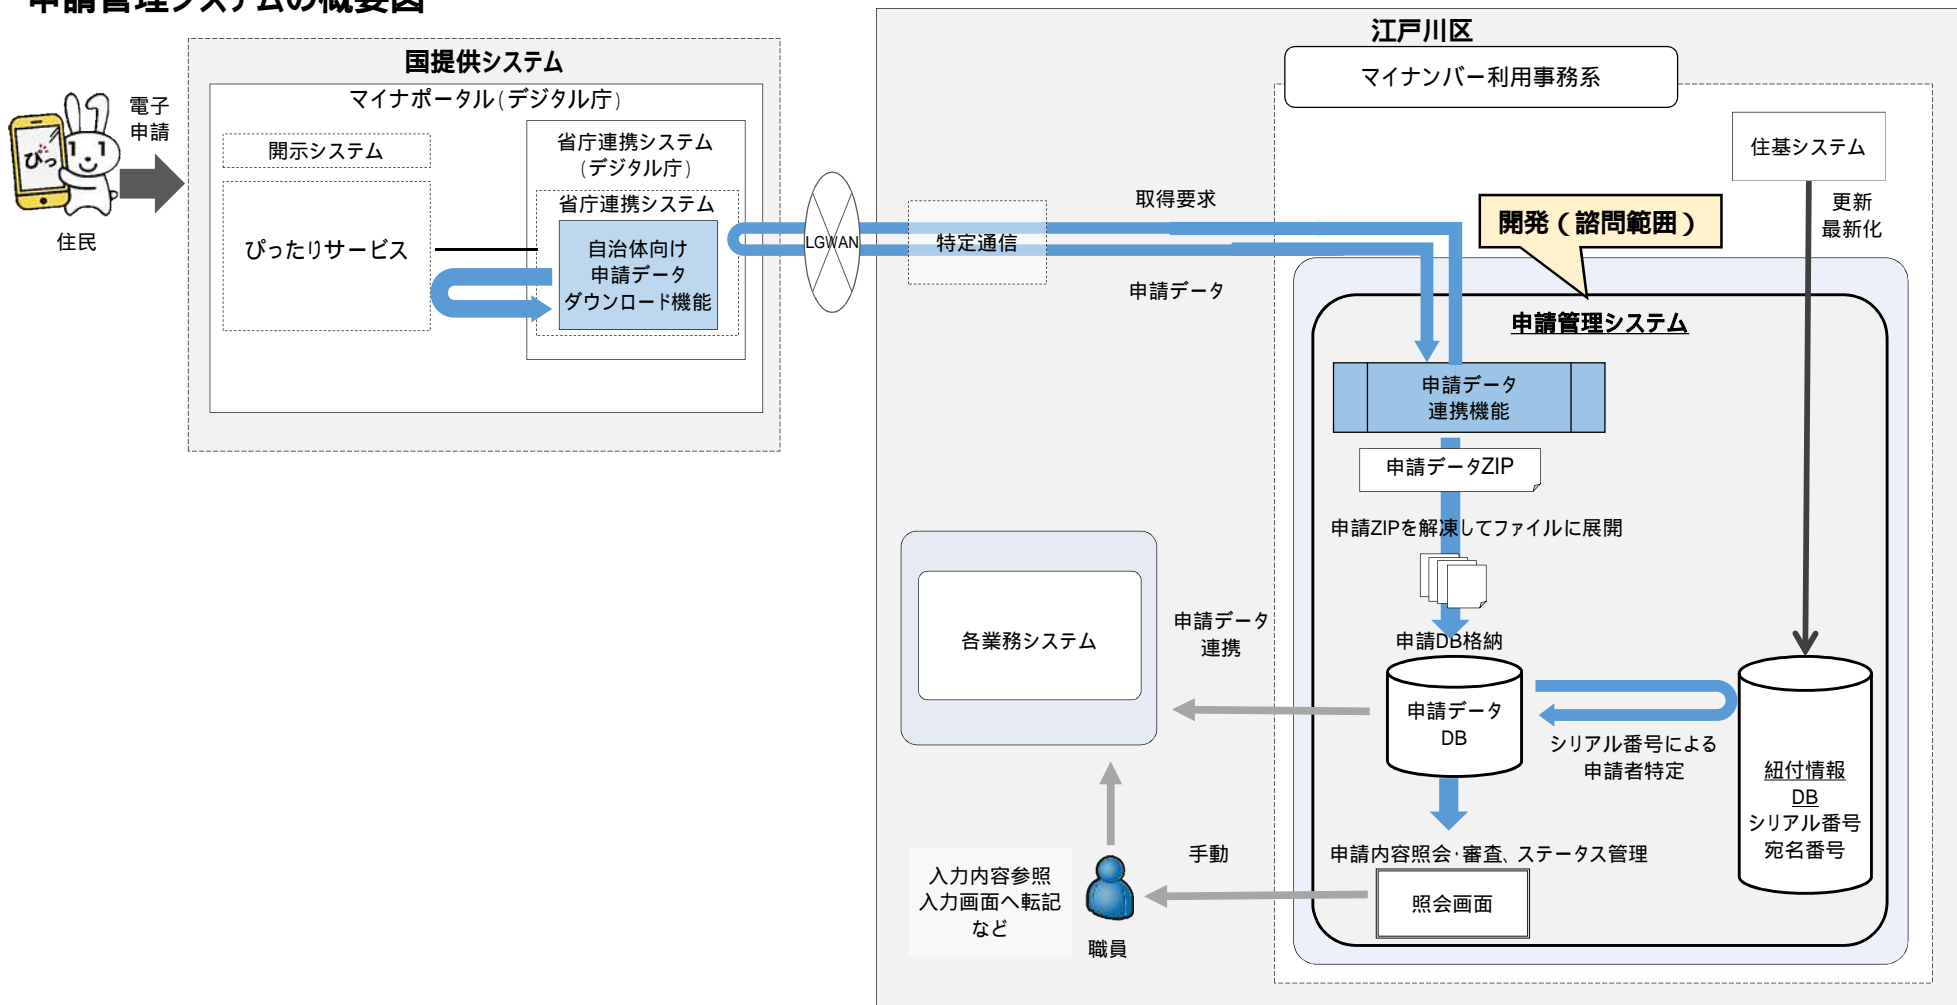 申請管理システムの概要図
江戸川区
国提供システム
マイナンバー利用事務系
マイナポータル(デジタル庁)
電子
申請
ぴっ
住民
開示システム
省庁連携システム
(デジタル庁)
省庁連携システム
ぴったりサービス
自治体向け
申請データ
ダウンロード機能
LGWAN
特定通信
取得要求
申請データ
住基システム
更新
最新化
開発(諮問範囲)
申請管理システム
申請データ
連携機能
申請データZIP
申請ZIPを解凍してファイルに展開
申請DB格納
各業務システム
申請データ
連携
申請データ
DB
シリアル番号による
申請者特定
紐付情報
DB
シリアル番号
宛名番号
手動
申請内容照会・審査、ステータス管理
照会画面
入力内容参照
入力画面へ転記
など
職員